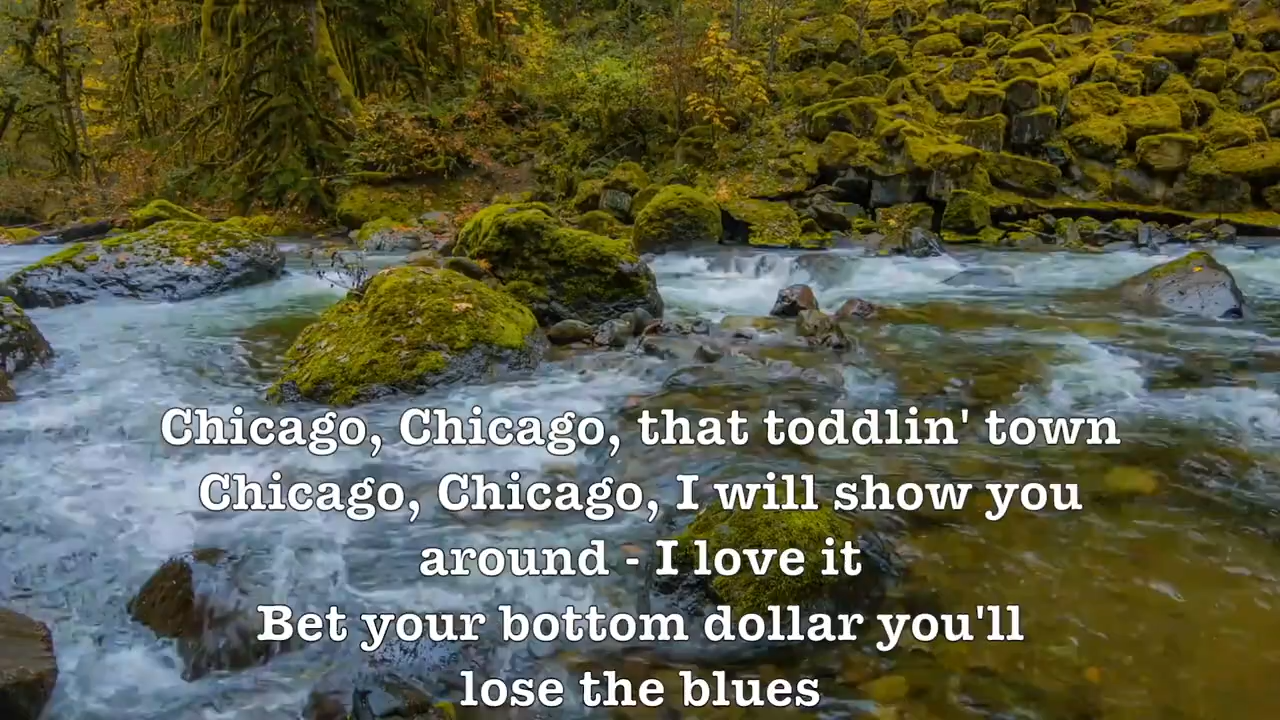 Chicago, Chicago, that toddlin' town
Chicago, Chicago, I will show you
around - I love it
Bet your bottom dollar you'll
lose the blues